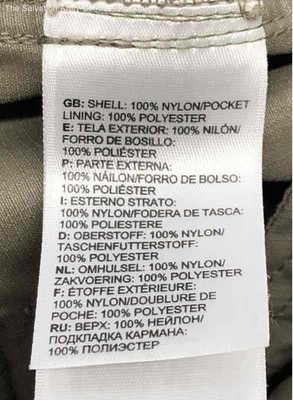 GB: SHELL: 100% NYLON/POCKET
LINING: 100% POLYESTER
E: TELA EXTERIOR: 100% NILÓN/
FORRO DE BOSILLO:
100% POLIÉSTER
P: PARTE EXTERNA:
100% NÁILON/FORRO DE BOLSO:
100% POLIÉSTER
I: ESTERNO STRATO:
100% NYLON/FODERA DE TASCA:
100% POLIESTERE
D: OBERSTOFF: 100% NYLON/
TASCHENFUTTERSTOFF:
100% POLYESTER
NL: OMHULSEL: 100% NYLON/
ZAKVOERING: 100% POLYESTER
F: ÉTOFFE EXTÉRIEURE:
100% NYLON/DOUBLURE DE
POCHE: 100% POLYESTER
RU: ВЕРХ: 100% НЕЙЛОН/
ПОДКЛАДКА КАРМАНА:
100% ПОЛИЭСТЕР